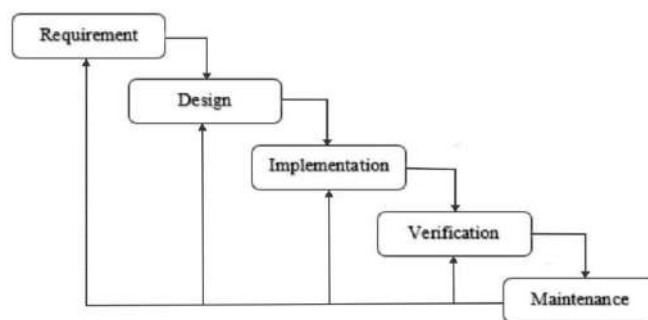 Requirement
Design
Implementation
Verification
Maintenance